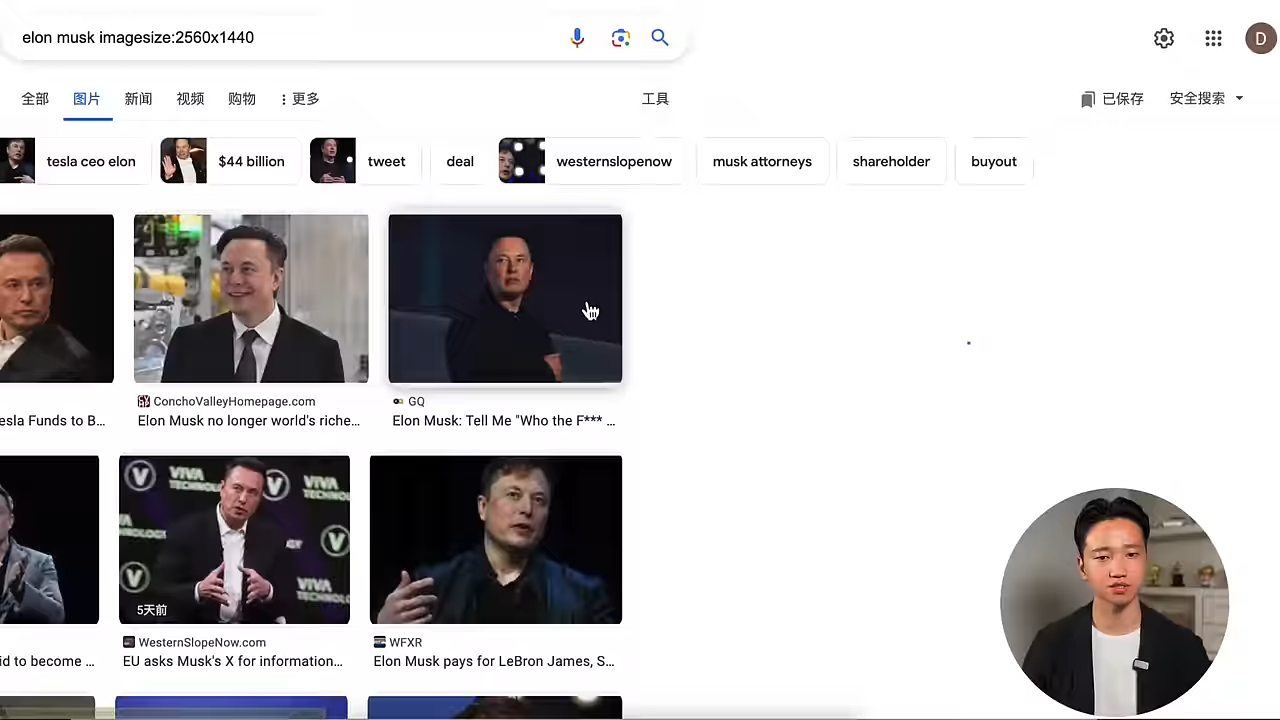 elon musk imagesize:2560x1440
D
全部 图片 新闻 视频 购物 更多 工具 已保存 安全搜索
tesla ceo elon $44 billion tweet deal westernslopenow musk attorneys shareholder buyout
ConchoValleyHomepage.com GQ
esla Funds to B... Elon Musk no longer world's riche... Elon Musk: Tell Me "Who the F*** ...
VIVA TECHNOLO
VIVA
VIVA
5天前
WesternSlopeNow.com WFXR
id to become ... EU asks Musk's X for information... Elon Musk pays for LeBron James, S...